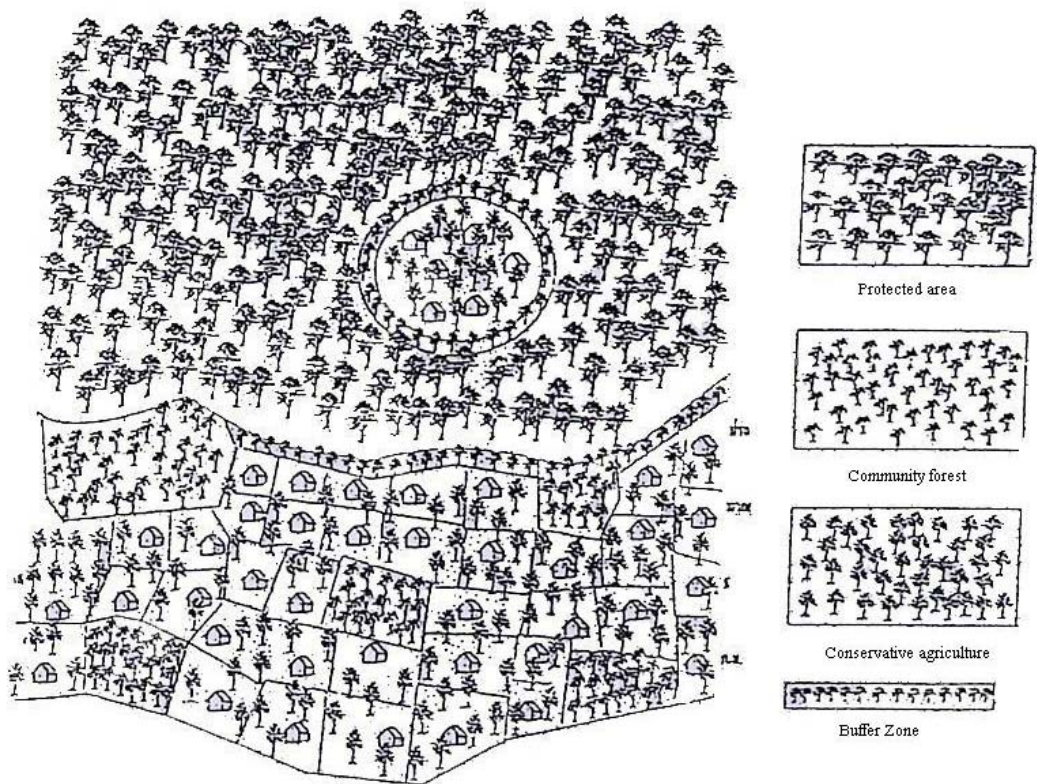 Protected area
Community forest
Conservative agriculture
Buffer Zone